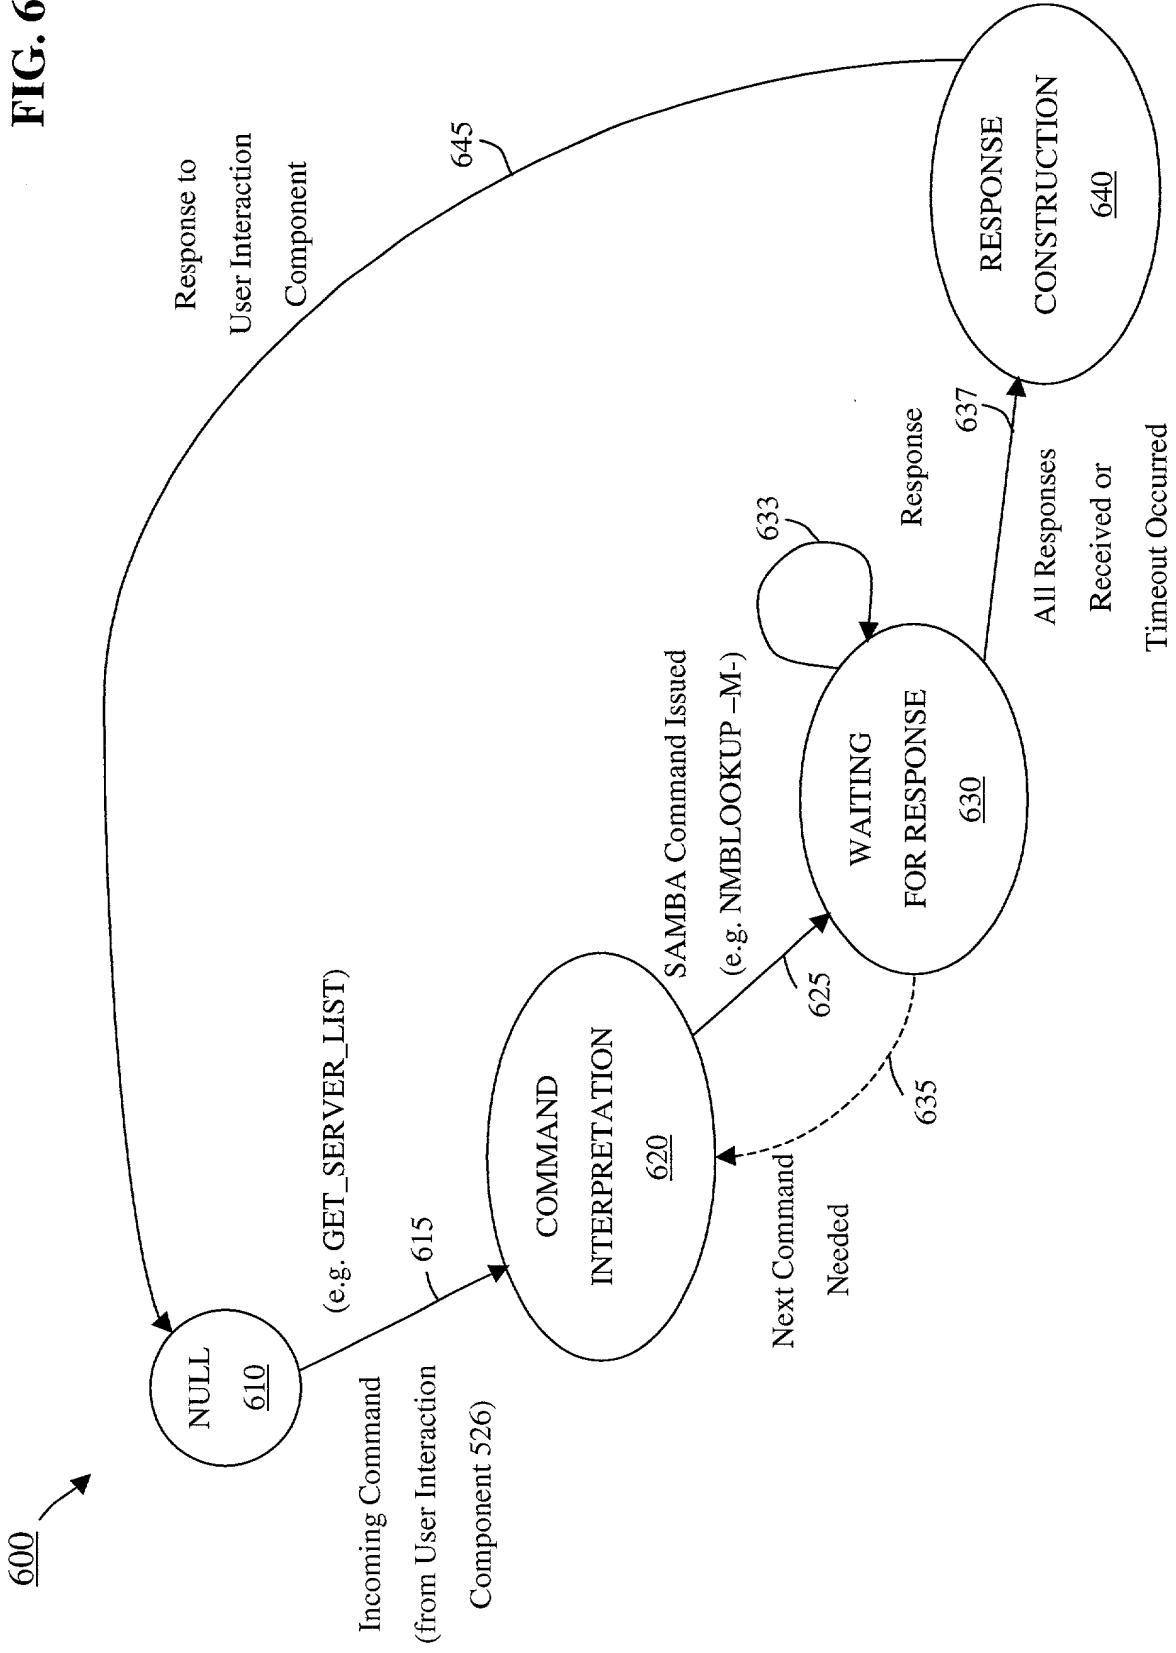 FIG. 6
600
NULL
610
Incoming Command
(from User Interaction
Component 526)
(e.g. GET_SERVER_LIST)
615
COMMAND
INTERPRETATION
620
SAMBA Command Issued
(e.g. NMBLOOKUP –M-)
625
Next Command
Needed
635
WAITING
FOR RESPONSE
630
633
Response
637
All Responses
Received or
Timeout Occurred
RESPONSE
CONSTRUCTION
640
645
Response to
User Interaction
Component